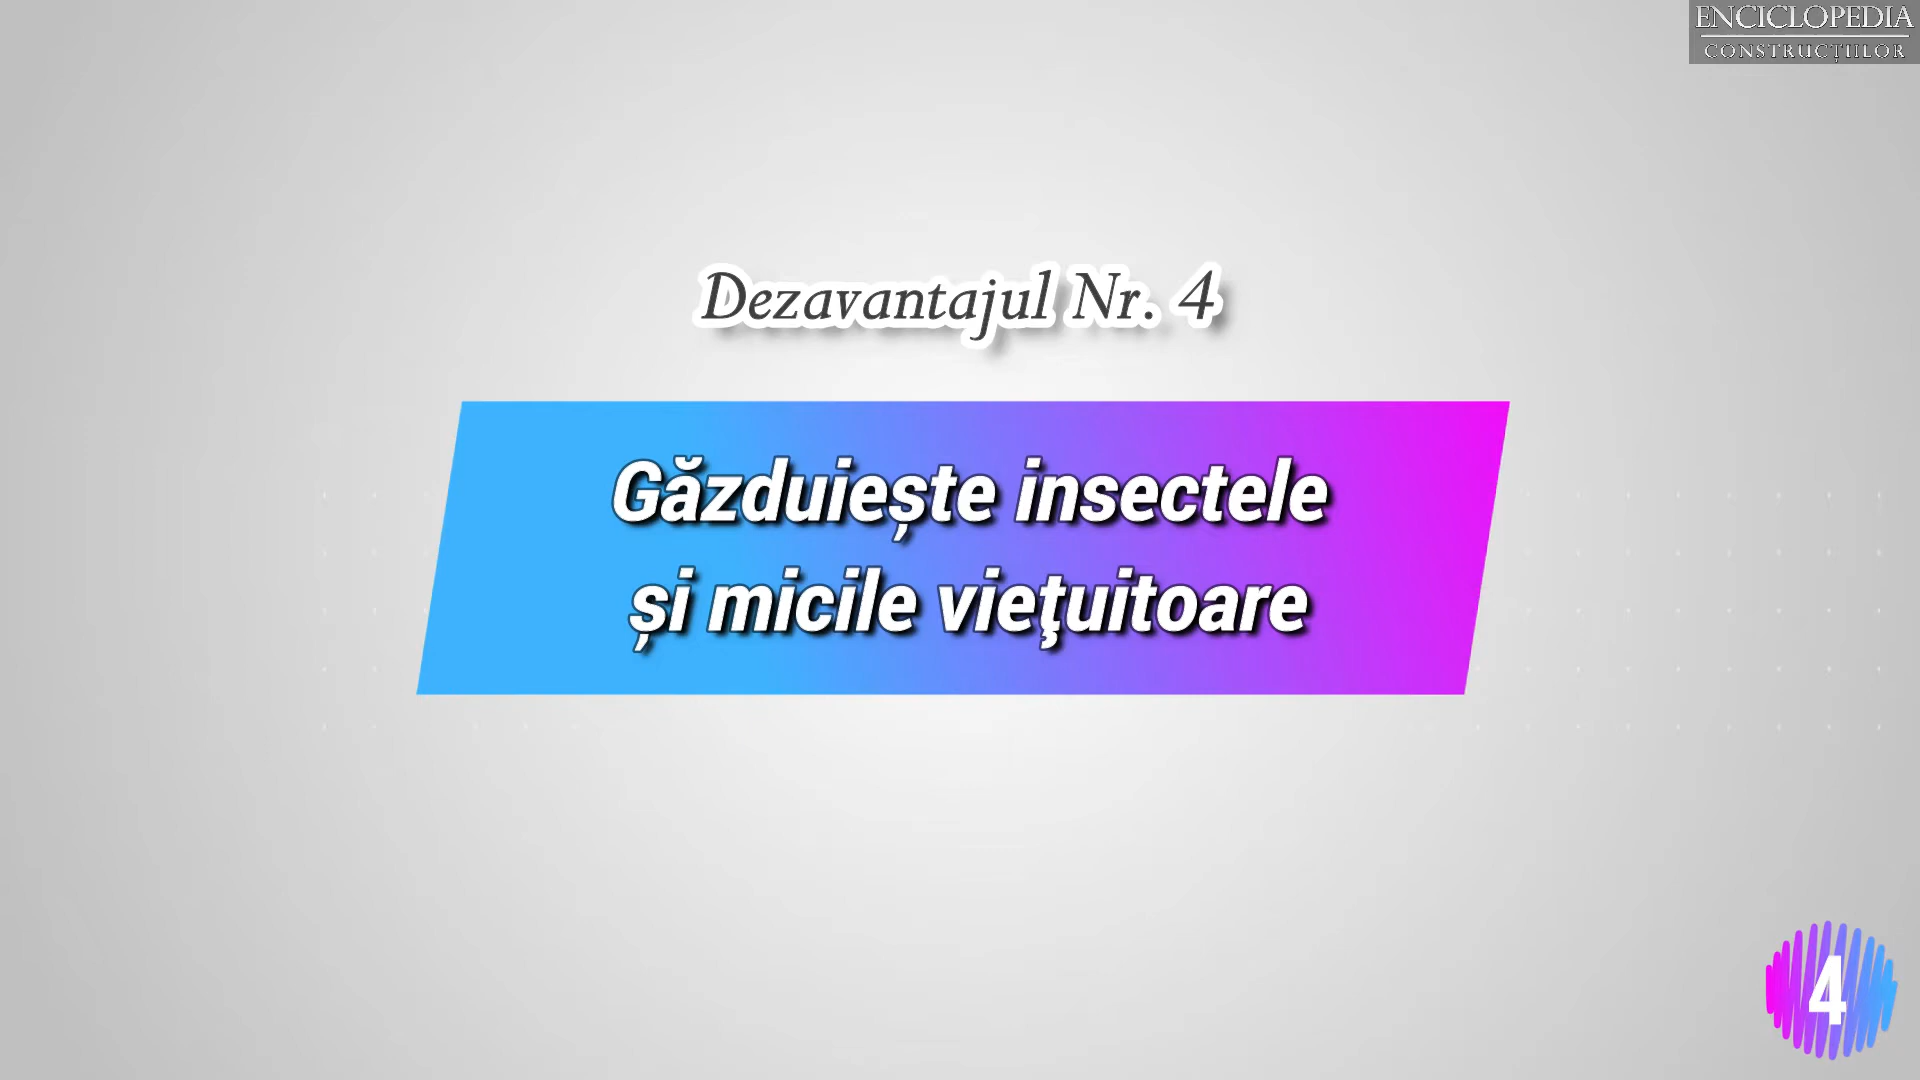 ENCICLOPEDIA
CONSTRUCȚIILOR
Dezavantajul Nr. 4
Găzduiește insectele
și micile vieţuitoare
4